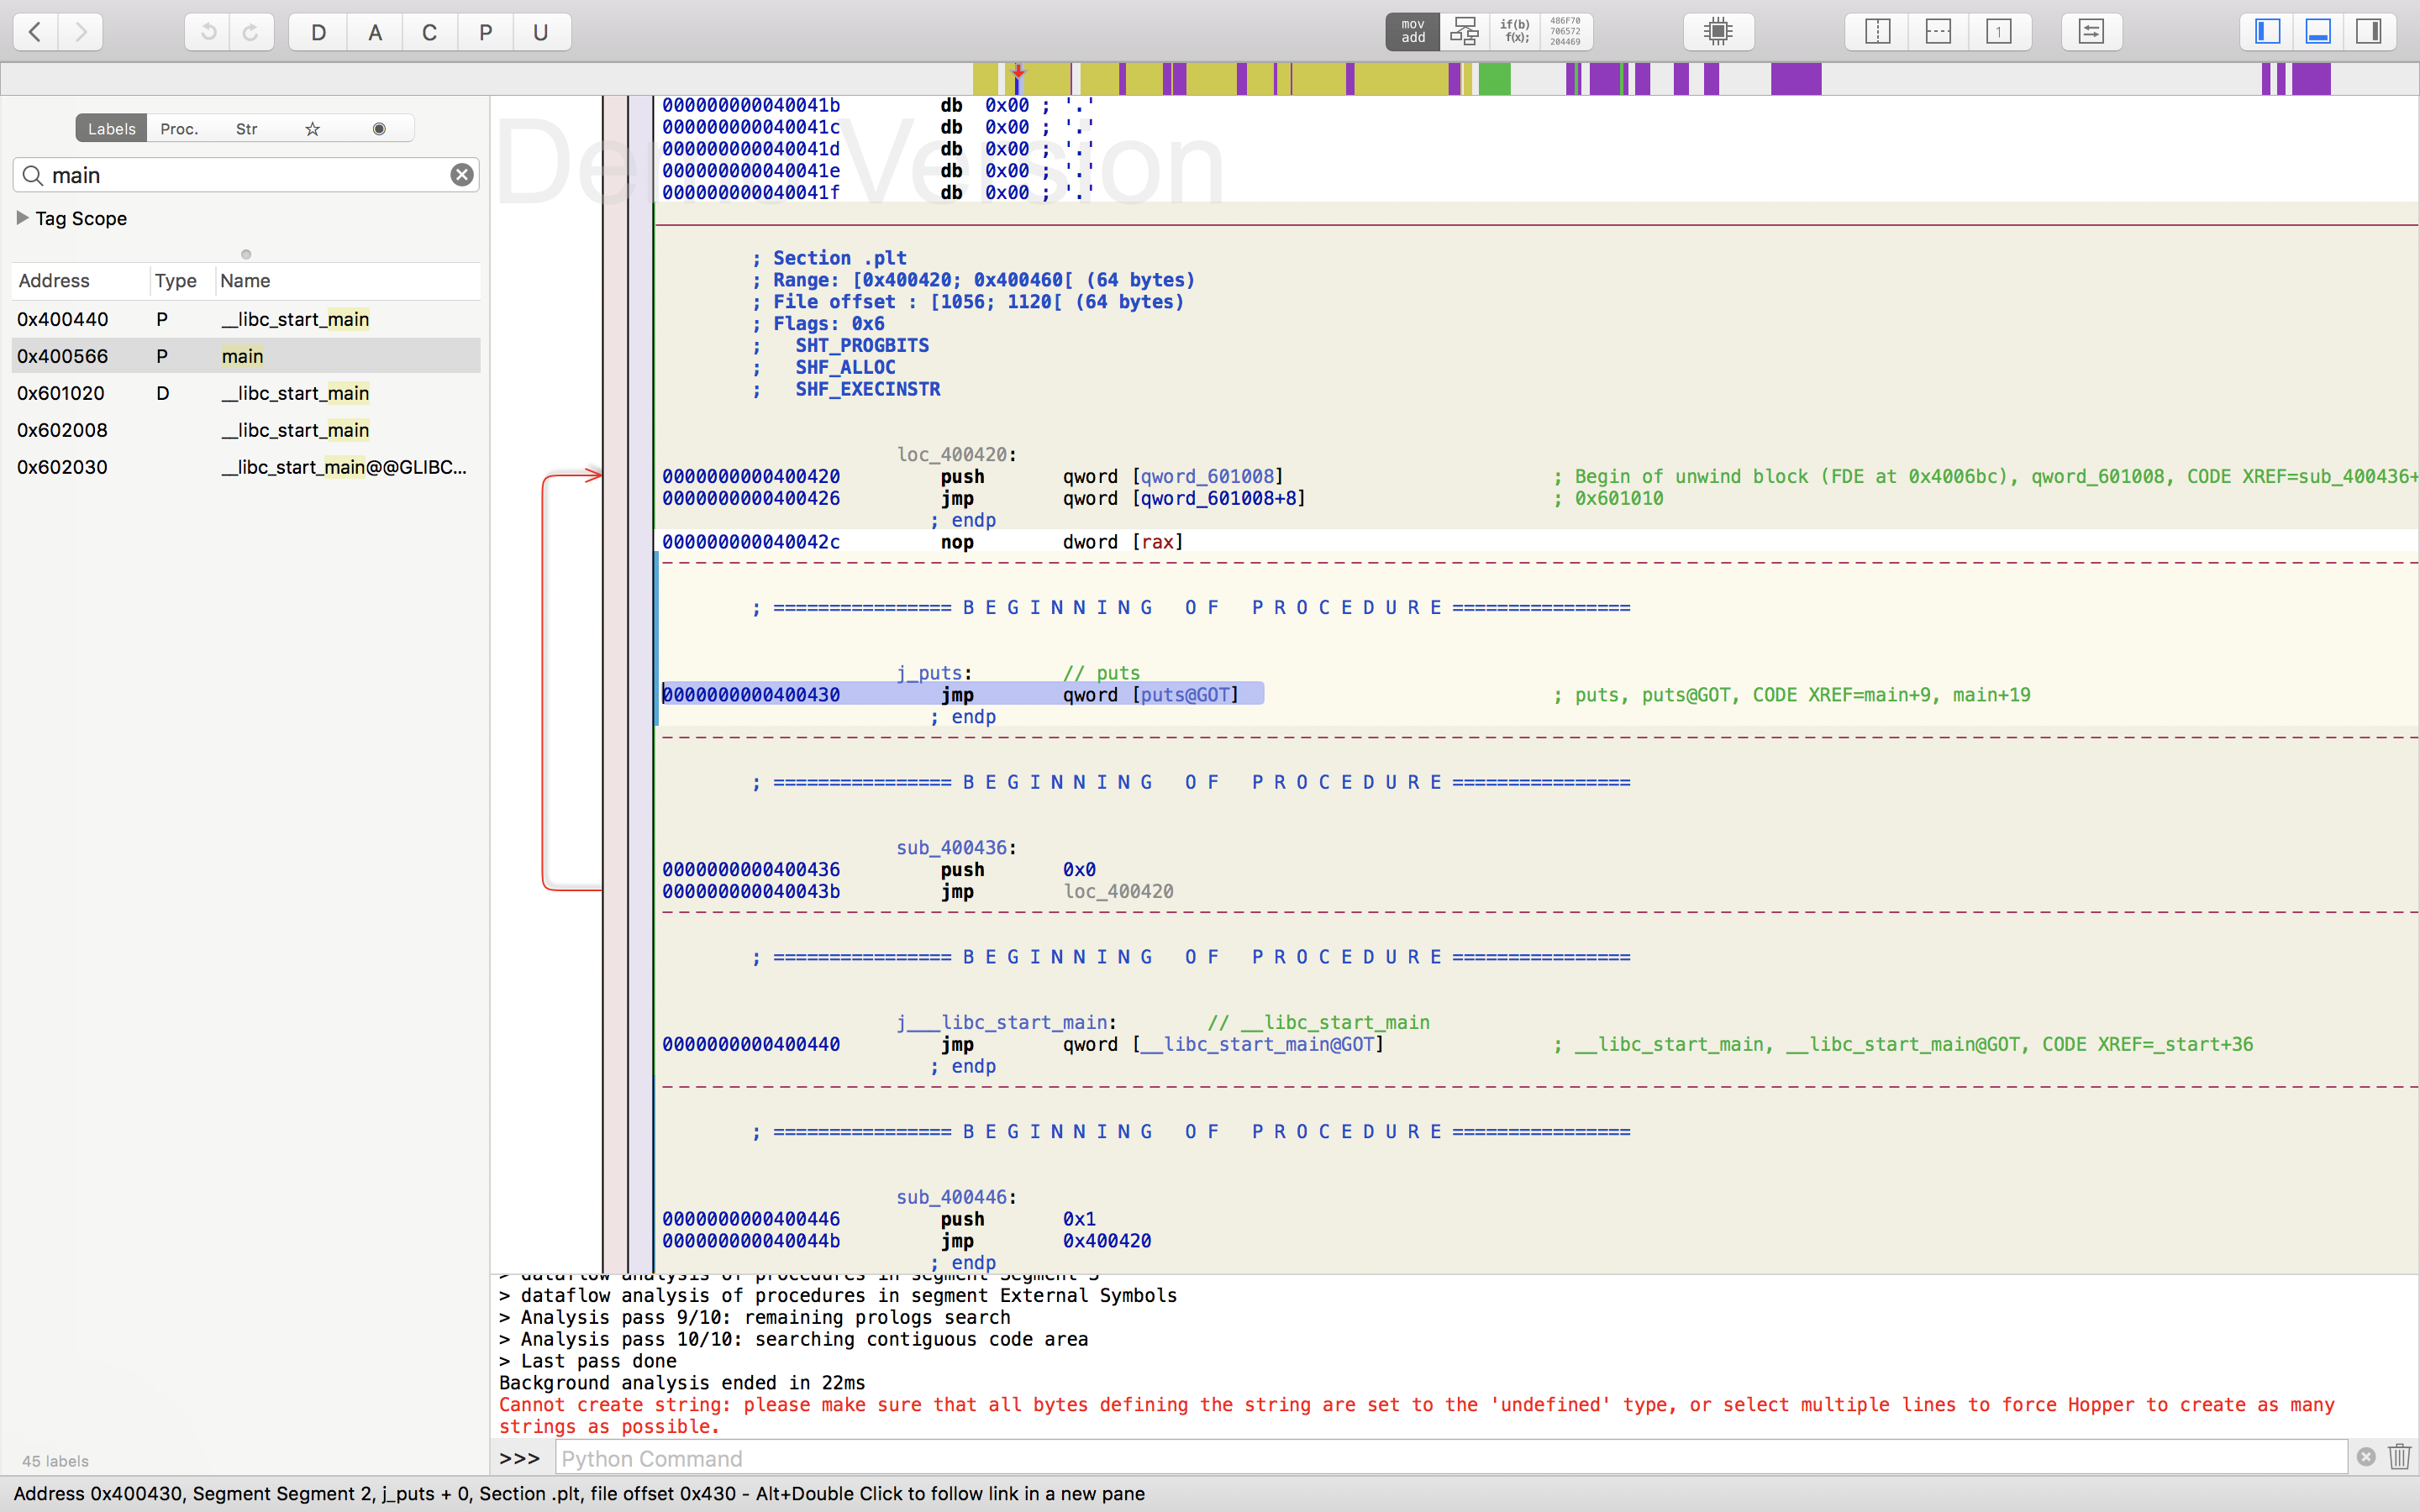 D A C P U
mov
add
if(b)
f(x);
486F70
706572
204469
1
Labels Proc. Str
main
Tag Scope
Address Type Name
0x400440 P __libc_start_main
0x400566 P main
0x601020 D __libc_start_main
0x602008 __libc_start_main
0x602030 __libc_start_main@@GLIBC...
45 labels
Demo Version
000000000040041b db 0x00 ; '.'
000000000040041c db 0x00 ; '.'
000000000040041d db 0x00 ; '.'
000000000040041e db 0x00 ; '.'
000000000040041f db 0x00 ; '.'
; Section .plt
; Range: [0x400420; 0x400460[ (64 bytes)
; File offset : [1056; 1120[ (64 bytes)
; Flags: 0x6
; SHT_PROGBITS
; SHF_ALLOC
; SHF_EXECINSTR
loc_400420:
0000000000400420 push qword [qword_601008] ; Begin of unwind block (FDE at 0x4006bc), qword_601008, CODE XREF=sub_400436+
0000000000400426 jmp qword [qword_601008+8] ; 0x601010
; endp
000000000040042c nop dword [rax]
; ================ B E G I N N I N G   O F   P R O C E D U R E ================
j_puts: // puts
0000000000400430 jmp qword [puts@GOT] ; puts, puts@GOT, CODE XREF=main+9, main+19
; endp
; ================ B E G I N N I N G   O F   P R O C E D U R E ================
sub_400436:
0000000000400436 push 0x0
000000000040043b jmp loc_400420
; ================ B E G I N N I N G   O F   P R O C E D U R E ================
j___libc_start_main: // __libc_start_main
0000000000400440 jmp qword [__libc_start_main@GOT] ; __libc_start_main, __libc_start_main@GOT, CODE XREF=_start+36
; endp
; ================ B E G I N N I N G   O F   P R O C E D U R E ================
sub_400446:
0000000000400446 push 0x1
000000000040044b jmp 0x400420
; endp
> dataflow analysis of procedures in segment Segment 3
> dataflow analysis of procedures in segment External Symbols
> Analysis pass 9/10: remaining prologs search
> Analysis pass 10/10: searching contiguous code area
> Last pass done
Background analysis ended in 22ms
Cannot create string: please make sure that all bytes defining the string are set to the 'undefined' type, or select multiple lines to force Hopper to create as many
strings as possible.
>>> Python Command
Address 0x400430, Segment Segment 2, j_puts + 0, Section .plt, file offset 0x430 - Alt+Double Click to follow link in a new pane